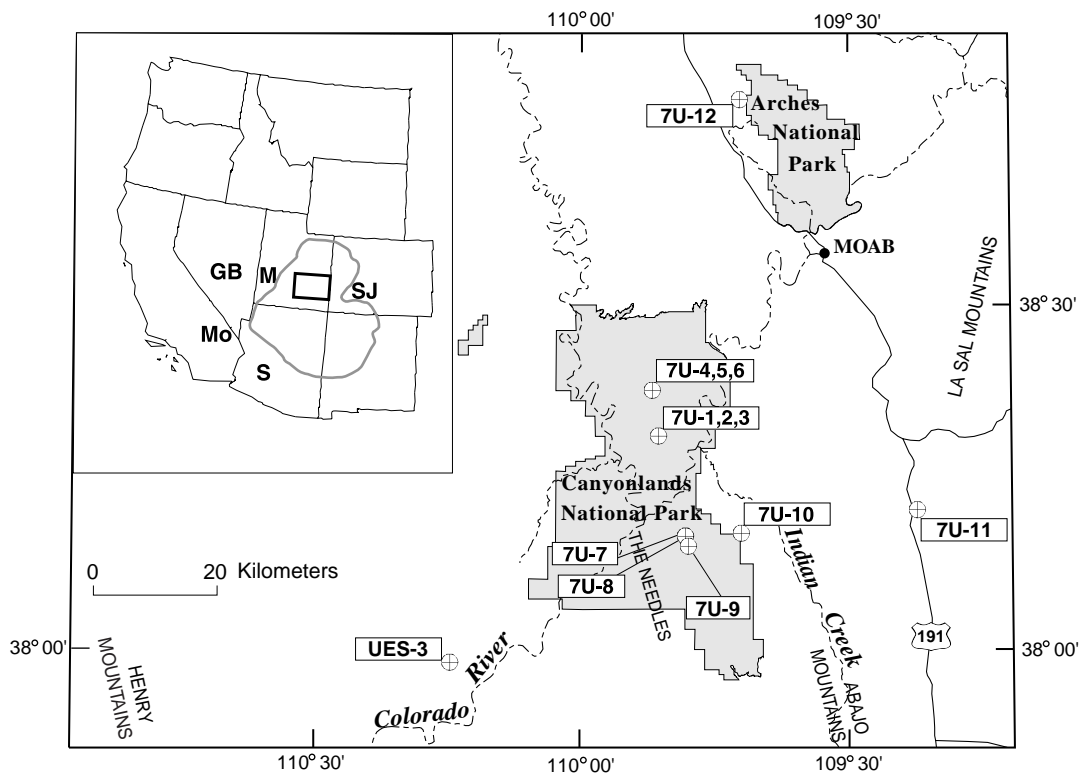 110° 00'
109° 30'
Arches
National
Park
7U-12
MOAB
GB
M
SJ
Mo
S
38° 30'
LA SAL MOUNTAINS
7U-4,5,6
7U-1,2,3
Canyonlands
National Park
7U-10
7U-11
7U-7
7U-8
7U-9
THE NEEDLES
Indian
Creek
0 20 Kilometers
191
38° 00'
38° 00'
UES-3
HENRY
MOUNTAINS
Colorado
River
ABAJO
MOUNTAINS
110° 30'
110° 00'
109° 30'